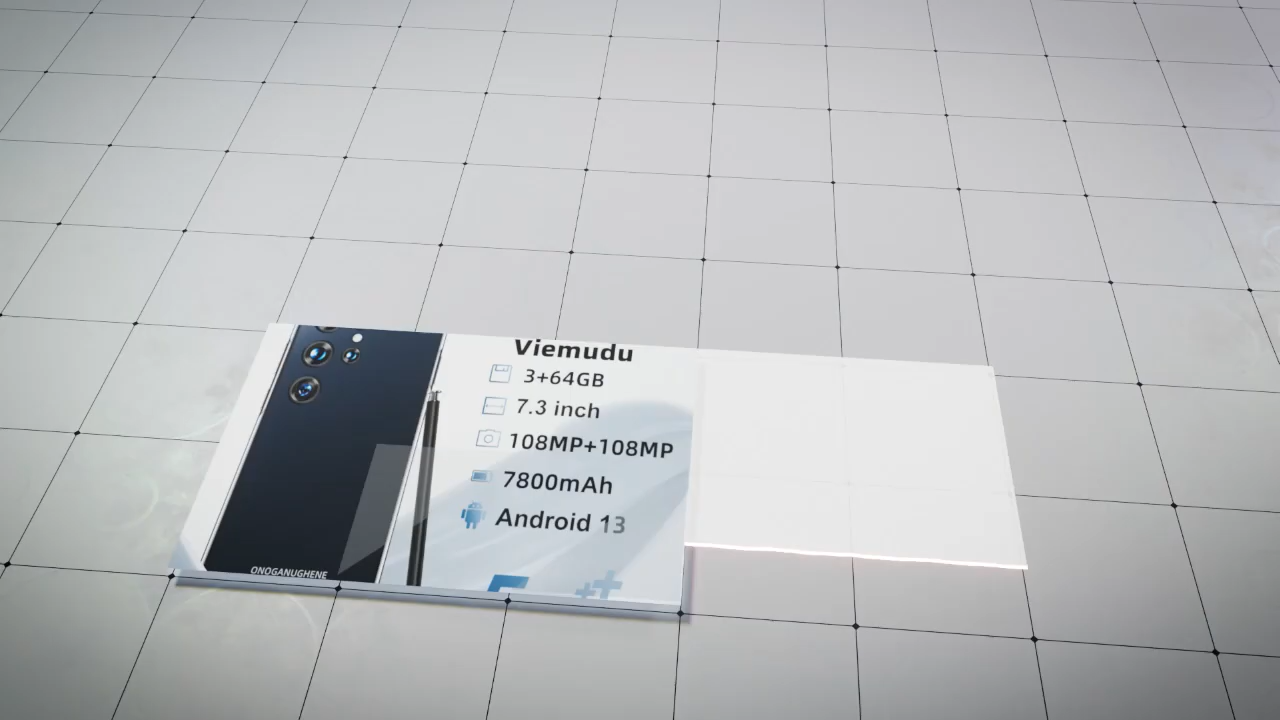 Viemudu
3+64GB
7.3 inch
108MP+108MP
7800mAh
Android 13
ONOGANUGHENE